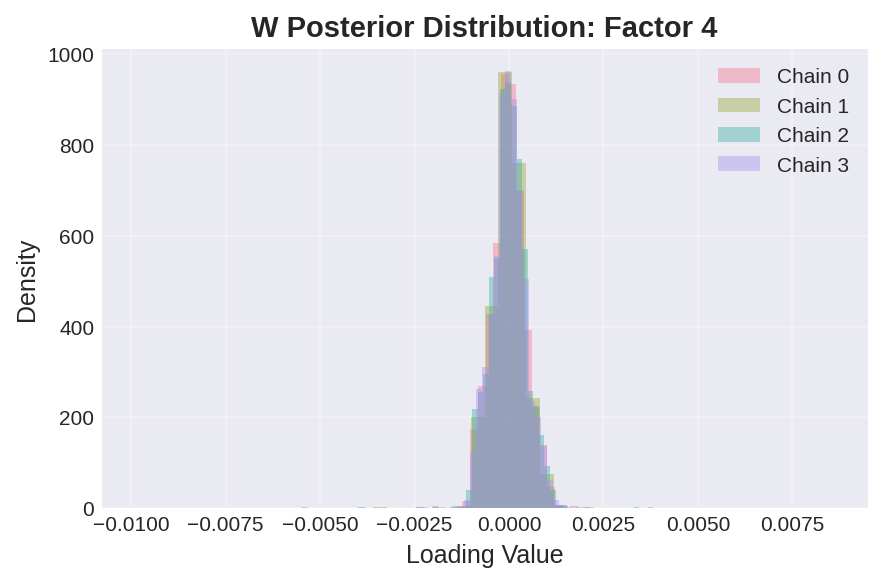 W Posterior Distribution: Factor 4
1000
800
600
400
200
0
Density
Chain 0
Chain 1
Chain 2
Chain 3
−0.0100 −0.0075 −0.0050 −0.0025 0.0000 0.0025 0.0050 0.0075
Loading Value